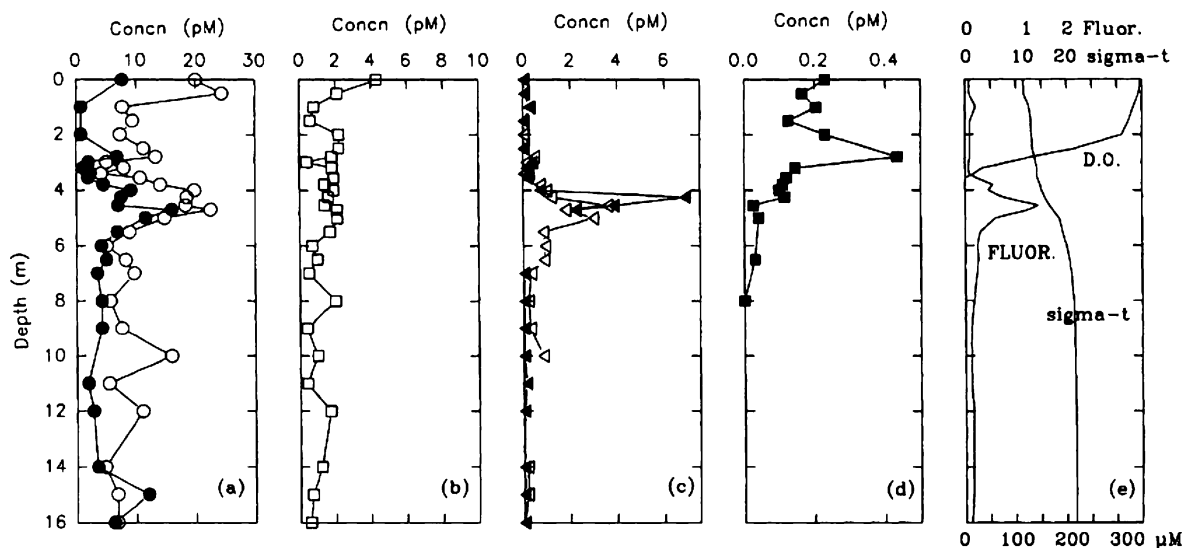 Concn (pM) Concn (pM) Concn (pM) Concn (pM) 0 1 2 Fluor.
0 10 20 30 0 2 4 6 8 10 0 2 4 6 8 0.0 0.2 0.4 0 10 20 sigma-t
Depth (m)
0
2
4
6
8
10
12
14
16
D.O.
FLUOR.
sigma-t
(a) (b) (c) (d) (e)
0 100 200 300 µM